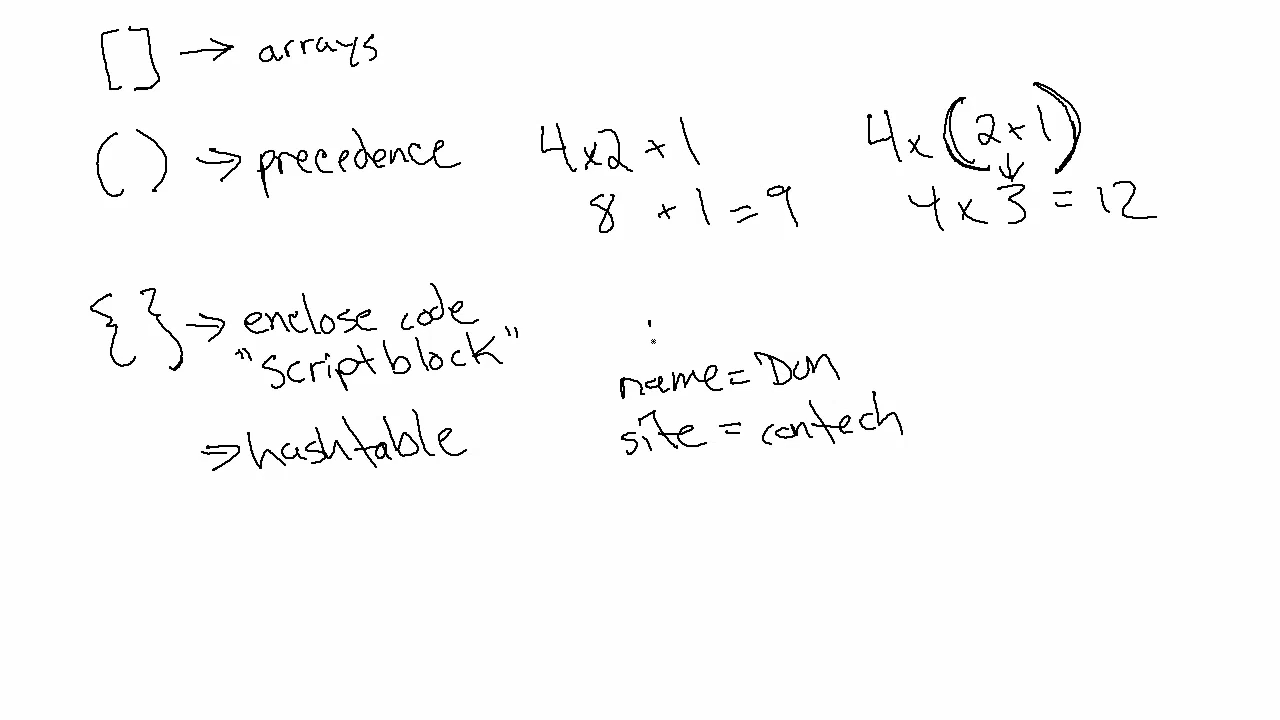 [] → arrays
() → precedence
4x2 + 1
8 + 1 = 9
4x(2+1)
↓
4 x 3 = 12
{ } → enclose code
"scriptblock"
⇒ hashtable
name = Don
site = contech